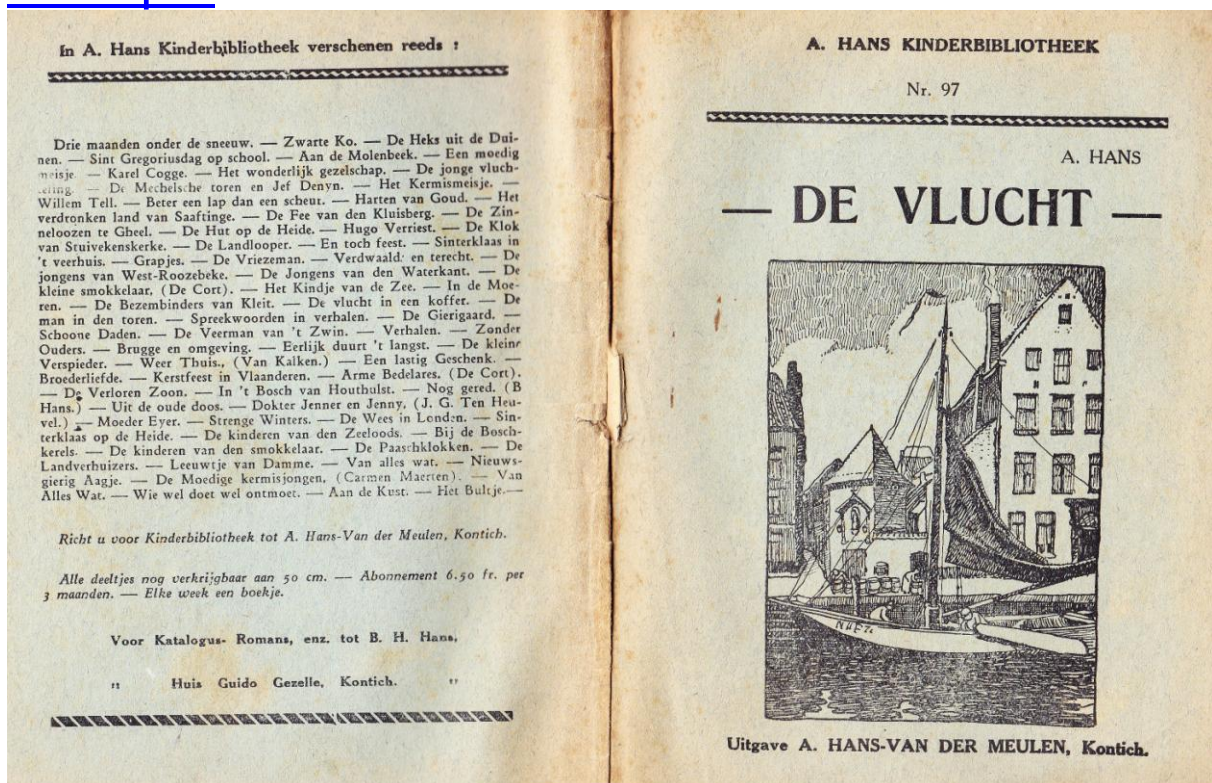 In A. Hans Kinderbibliotheek verschenen reeds :
Drie maanden onder de sneeuw. — Zwarte Ko. — De Heks uit de Dui-
nen. — Sint Gregoriusdag op school. — Aan de Molenbeek. — Een moedig
meisje. — Karel Cogge. — Het wonderlijk gezelschap. — De jonge vluch-
teling. — De Mechelsche toren en Jef Denyn. — Het Kermismeisje. —
Willem Tell. — Beter een lap dan een scheur. — Harten van Goud. — Het
verdronken land van Saaftinge. — De Fee van den Kluisberg. — De Zin-
neloozen te Gheel. — De Hut op de Heide. — Hugo Verriest. — De Klok
van Stuivekenskerke. — De Landlooper. — En toch feest. — Sinterklaas in
't veerhuis. — Grapjes. — De Vriezeman. — Verdwaald en terecht. — De
jongens van West-Roozebeke. — De Jongens van den Waterkant. — De
kleine smokkelaar, (De Cort). — Het Kindje van de Zee. — In de Moe-
ren. — De Bezembinders van Kleit. — De vlucht in een koffer. — De
man in den toren. — Spreekwoorden in verhalen. — De Gierigaard. —
Schoone Daden. — De Veerman van 't Zwin. — Verhalen. — Zonder
Ouders. — Brugge en omgeving. — Eerlijk duurt 't langst. — De kleine
Verspieder. — Weer Thuis., (Van Kalken.) — Een lastig Geschenk. —
Broederliefde. — Kerstfeest in Vlaanderen. — Arme Bedelares. (De Cort).
— De Verloren Zoon. — In 't Bosch van Houthulst. — Nog gered. (B
Hans.) — Uit de oude doos. — Dokter Jenner en Jenny, (J. G. Ten Heu-
vel.) — Moeder Eyer. — Strenge Winters. — De Wees in Londen. — Sin-
terklaas op de Heide. — De kinderen van den Zeeloods. — Bij de Bosch-
kerels. — De kinderen van den smokkelaar. — De Paaschklokken. — De
Landverhuizers. — Leeuwtje van Damme. — Van alles wat. — Nieuws-
gierig Aagje. — De Moedige kermisjongen, (Carmen Maerten). — Van
Alles Wat. — Wie wel doet wel ontmoet. — Aan de Kust. — Het Bultje.—
Richt u voor Kinderbibliotheek tot A. Hans-Van der Meulen, Kontich.
Alle deeltjes nog verkrijgbaar aan 50 cm. — Abonnement 6.50 fr. per
3 maanden. — Elke week een boekje.
Voor Katalogus- Romans, enz. tot B. H. Hans,
" Huis Guido Gezelle, Kontich. "
A. HANS KINDERBIBLIOTHEEK
Nr. 97
A. HANS
— DE VLUCHT —
Uitgave A. HANS-VAN DER MEULEN, Kontich.